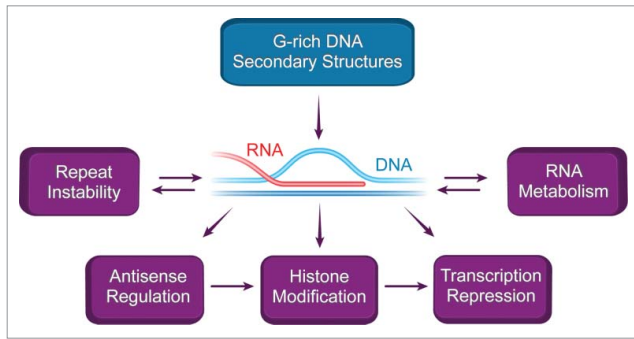 G-rich DNA
Secondary Structures
RNA
DNA
Repeat
Instability
RNA
Metabolism
Antisense
Regulation
Histone
Modification
Transcription
Repression